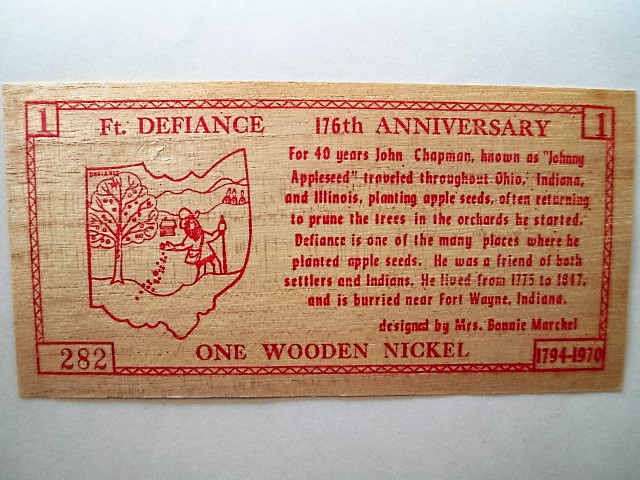 1 Ft. DEFIANCE 176th ANNIVERSARY 1
DEFIANCE
For 40 years John Chapman, known as "Johnny
Appleseed" traveled throughout Ohio, Indiana,
and Illinois, planting apple seeds, often returning
to prune the trees in the orchards he started.
Defiance is one of the many places where he
planted apple seeds. He was a friend of both
settlers and Indians. He lived from 1775 to 1847,
and is burried near Fort Wayne, Indiana.
designed by Mrs. Bonnie Marckel
282 ONE WOODEN NICKEL 1794-1970